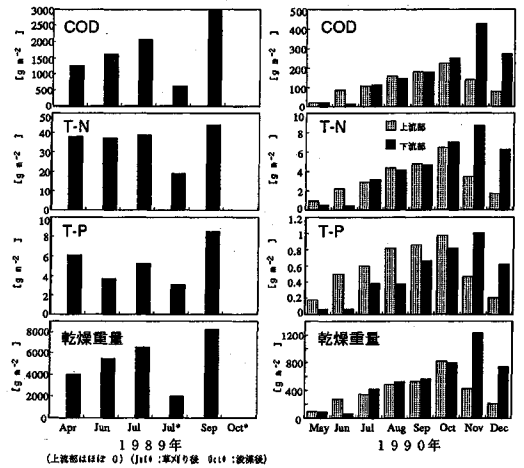 COD
[g m⁻²]
3000
2500
2000
1500
1000
500
0
T-N
[g m⁻²]
50
40
30
20
10
0
T-P
[g m⁻²]
10
8
6
4
2
0
乾燥重量
[g m⁻²]
8000
6000
4000
2000
0
Apr Jun Jul Jul* Sep Oct*
1989年
(上流部はほぼ0) (Jul*:草刈り後 Oct*:浚渫後)
COD
[g m⁻²]
500
400
300
200
100
0
T-N
上流部
下流部
[g m⁻²]
10
8
6
4
2
0
T-P
[g m⁻²]
1.2
1
0.8
0.6
0.4
0.2
0
乾燥重量
[g m⁻²]
1200
800
400
0
May Jun Jul Aug Sep Oct Nov Dec
1990年